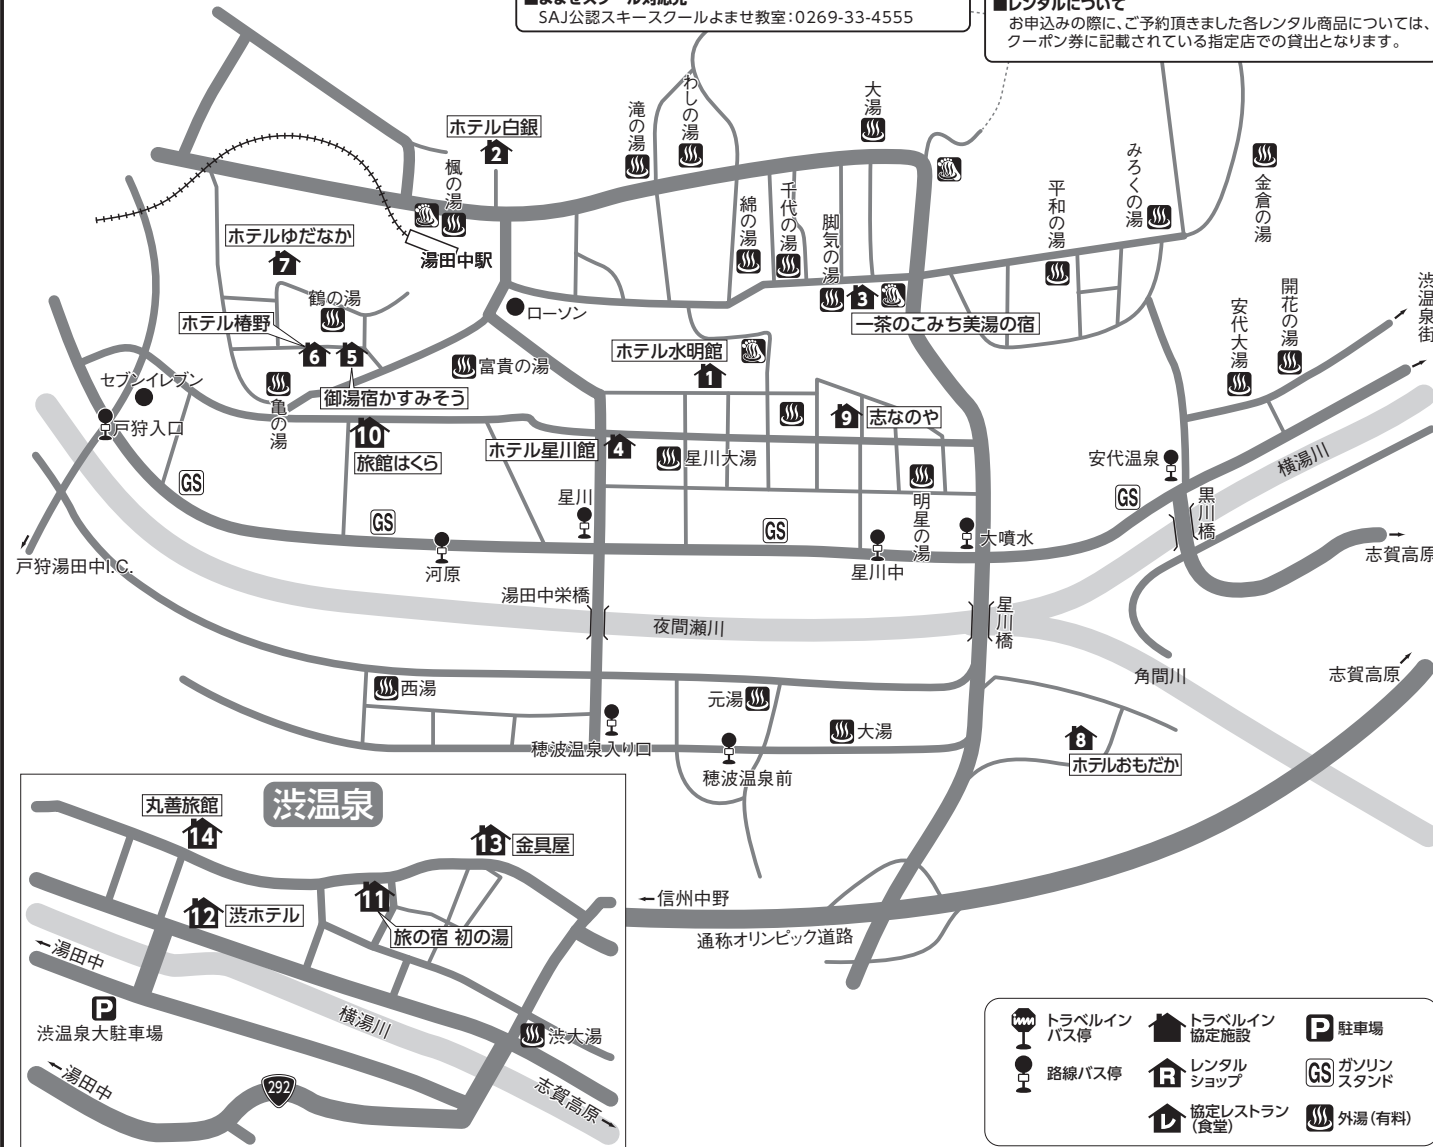 SAJ公認スキースクールよませ教室：0269-33-4555
■レンタルについて
お申込みの際に、ご予約頂きました各レンタル商品については、
クーポン券に記載されている指定店での貸出となります。
ホテル白銀
2
楓の湯
滝の湯
わしの湯
大湯
みろくの湯
金倉の湯
平和の湯
綿の湯
千代の湯
脚気の湯
ホテルゆだなか
7
湯田中駅
鶴の湯
ローソン
3
一茶のこみち美湯の宿
安代大湯
開花の湯
渋温泉街
ホテル椿野
6
5
御湯宿かすみそう
富貴の湯
ホテル水明館
1
セブンイレブン
戸狩入口
亀の湯
10
旅館はくら
ホテル星川館
4
星川大湯
9
志なのや
明星の湯
安代温泉
横湯川
黒川橋
GS
GS
GS
GS
星川
河原
星川中
大噴水
志賀高原
戸狩湯田中I.C.
湯田中栄橋
夜間瀬川
星川橋
角間川
志賀高原
西湯
元湯
大湯
穂波温泉入り口
穂波温泉前
8
ホテルおもだか
信州中野
通称オリンピック道路
渋温泉
丸善旅館
14
13
金具屋
12
渋ホテル
11
旅の宿 初の湯
湯田中
P
渋温泉大駐車場
横湯川
渋大湯
湯田中
292
志賀高原
トラベルイン
バス停
トラベルイン
協定施設
P
駐車場
路線バス停
R
レンタル
ショップ
GS
ガソリン
スタンド
レ
協定レストラン
（食堂）
外湯（有料）